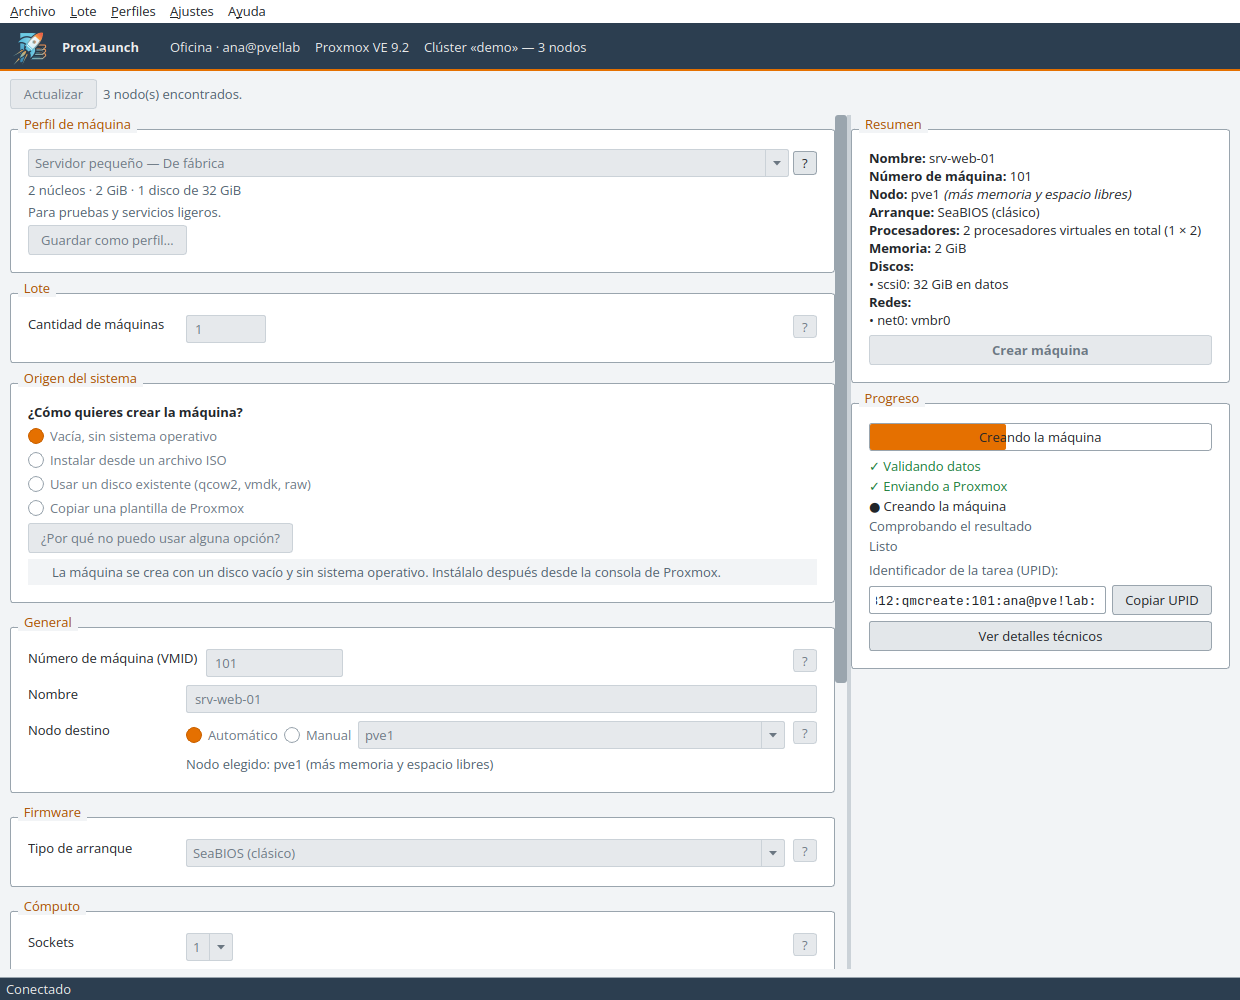 Archivo Lote Perfiles Ajustes Ayuda
ProxLaunch Oficina · ana@pve!lab Proxmox VE 9.2 Clúster «demo» — 3 nodos
Actualizar 3 nodo(s) encontrados.
Perfil de máquina
Servidor pequeño — De fábrica ?
2 núcleos · 2 GiB · 1 disco de 32 GiB
Para pruebas y servicios ligeros.
Guardar como perfil...
Lote
Cantidad de máquinas 1 ?
Origen del sistema
¿Cómo quieres crear la máquina?
Vacía, sin sistema operativo
Instalar desde un archivo ISO
Usar un disco existente (qcow2, vmdk, raw)
Copiar una plantilla de Proxmox
¿Por qué no puedo usar alguna opción?
La máquina se crea con un disco vacío y sin sistema operativo. Instálalo después desde la consola de Proxmox.
General
Número de máquina (VMID) 101 ?
Nombre srv-web-01
Nodo destino Automático Manual pve1 ?
Nodo elegido: pve1 (más memoria y espacio libres)
Firmware
Tipo de arranque SeaBIOS (clásico) ?
Cómputo
Sockets 1 ?
Resumen
Nombre: srv-web-01
Número de máquina: 101
Nodo: pve1 (más memoria y espacio libres)
Arranque: SeaBIOS (clásico)
Procesadores: 2 procesadores virtuales en total (1 × 2)
Memoria: 2 GiB
Discos:
• scsi0: 32 GiB en datos
Redes:
• net0: vmbr0
Crear máquina
Progreso
Creando la máquina
✓ Validando datos
✓ Enviando a Proxmox
● Creando la máquina
Comprobando el resultado
Listo
Identificador de la tarea (UPID):
12:qmcreate:101:ana@pve!lab: Copiar UPID
Ver detalles técnicos
Conectado